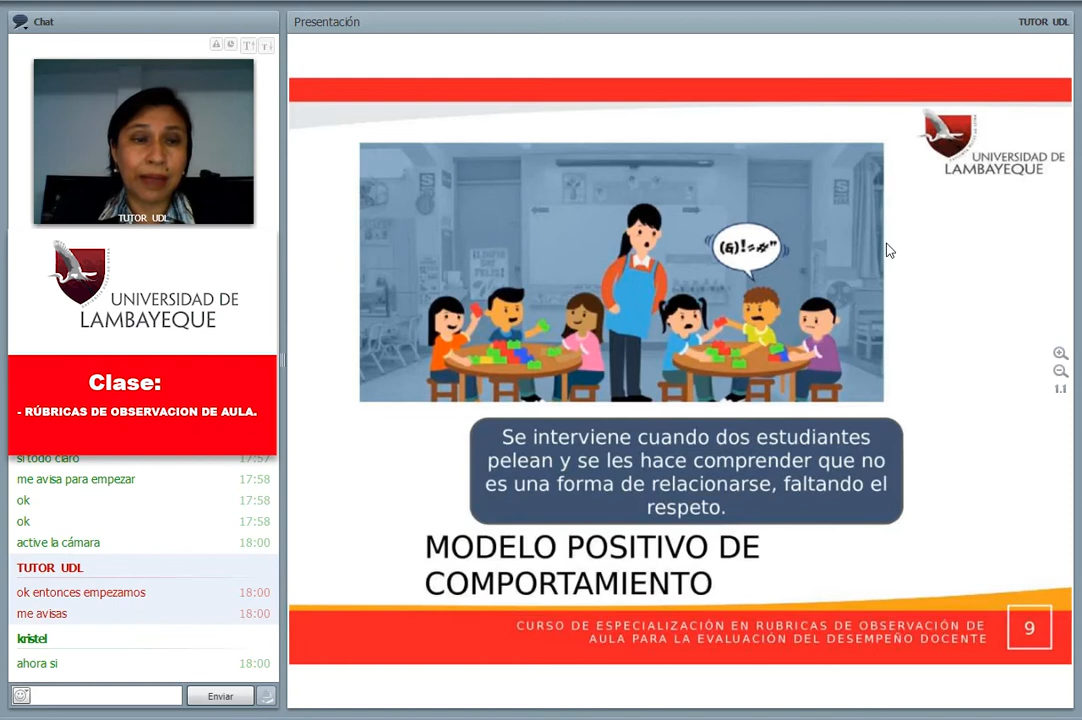 Chat
TUTOR UDL
UNIVERSIDAD DE
LAMBAYEQUE
Clase:
- RÚBRICAS DE OBSERVACION DE AULA.
si todo claro 17:57
me avisa para empezar 17:58
ok 17:58
ok 17:58
active la cámara 18:00
TUTOR UDL
ok entonces empezamos 18:00
me avisas 18:00
kristel
ahora si 18:00
Enviar
Presentación
TUTOR UDL
UNIVERSIDAD DE
LAMBAYEQUE
(&)!=#"
Se interviene cuando dos estudiantes
pelean y se les hace comprender que no
es una forma de relacionarse, faltando el
respeto.
MODELO POSITIVO DE
COMPORTAMIENTO
CURSO DE ESPECIALIZACIÓN EN RUBRICAS DE OBSERVACIÓN DE
AULA PARA LA EVALUACIÓN DEL DESEMPEÑO DOCENTE
9
1:1